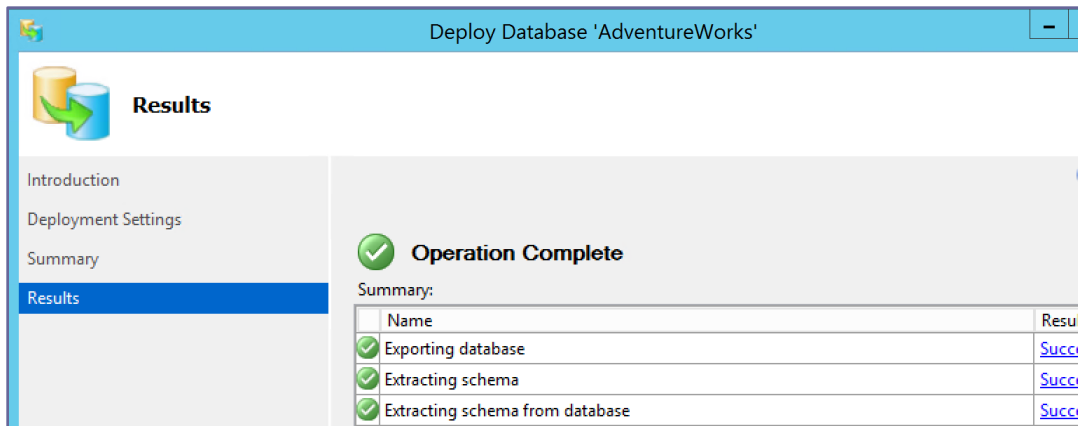 Deploy Database 'AdventureWorks'
Results
Introduction
Deployment Settings
Summary
Results
Operation Complete
Summary:
Name
Exporting database
Extracting schema
Extracting schema from database